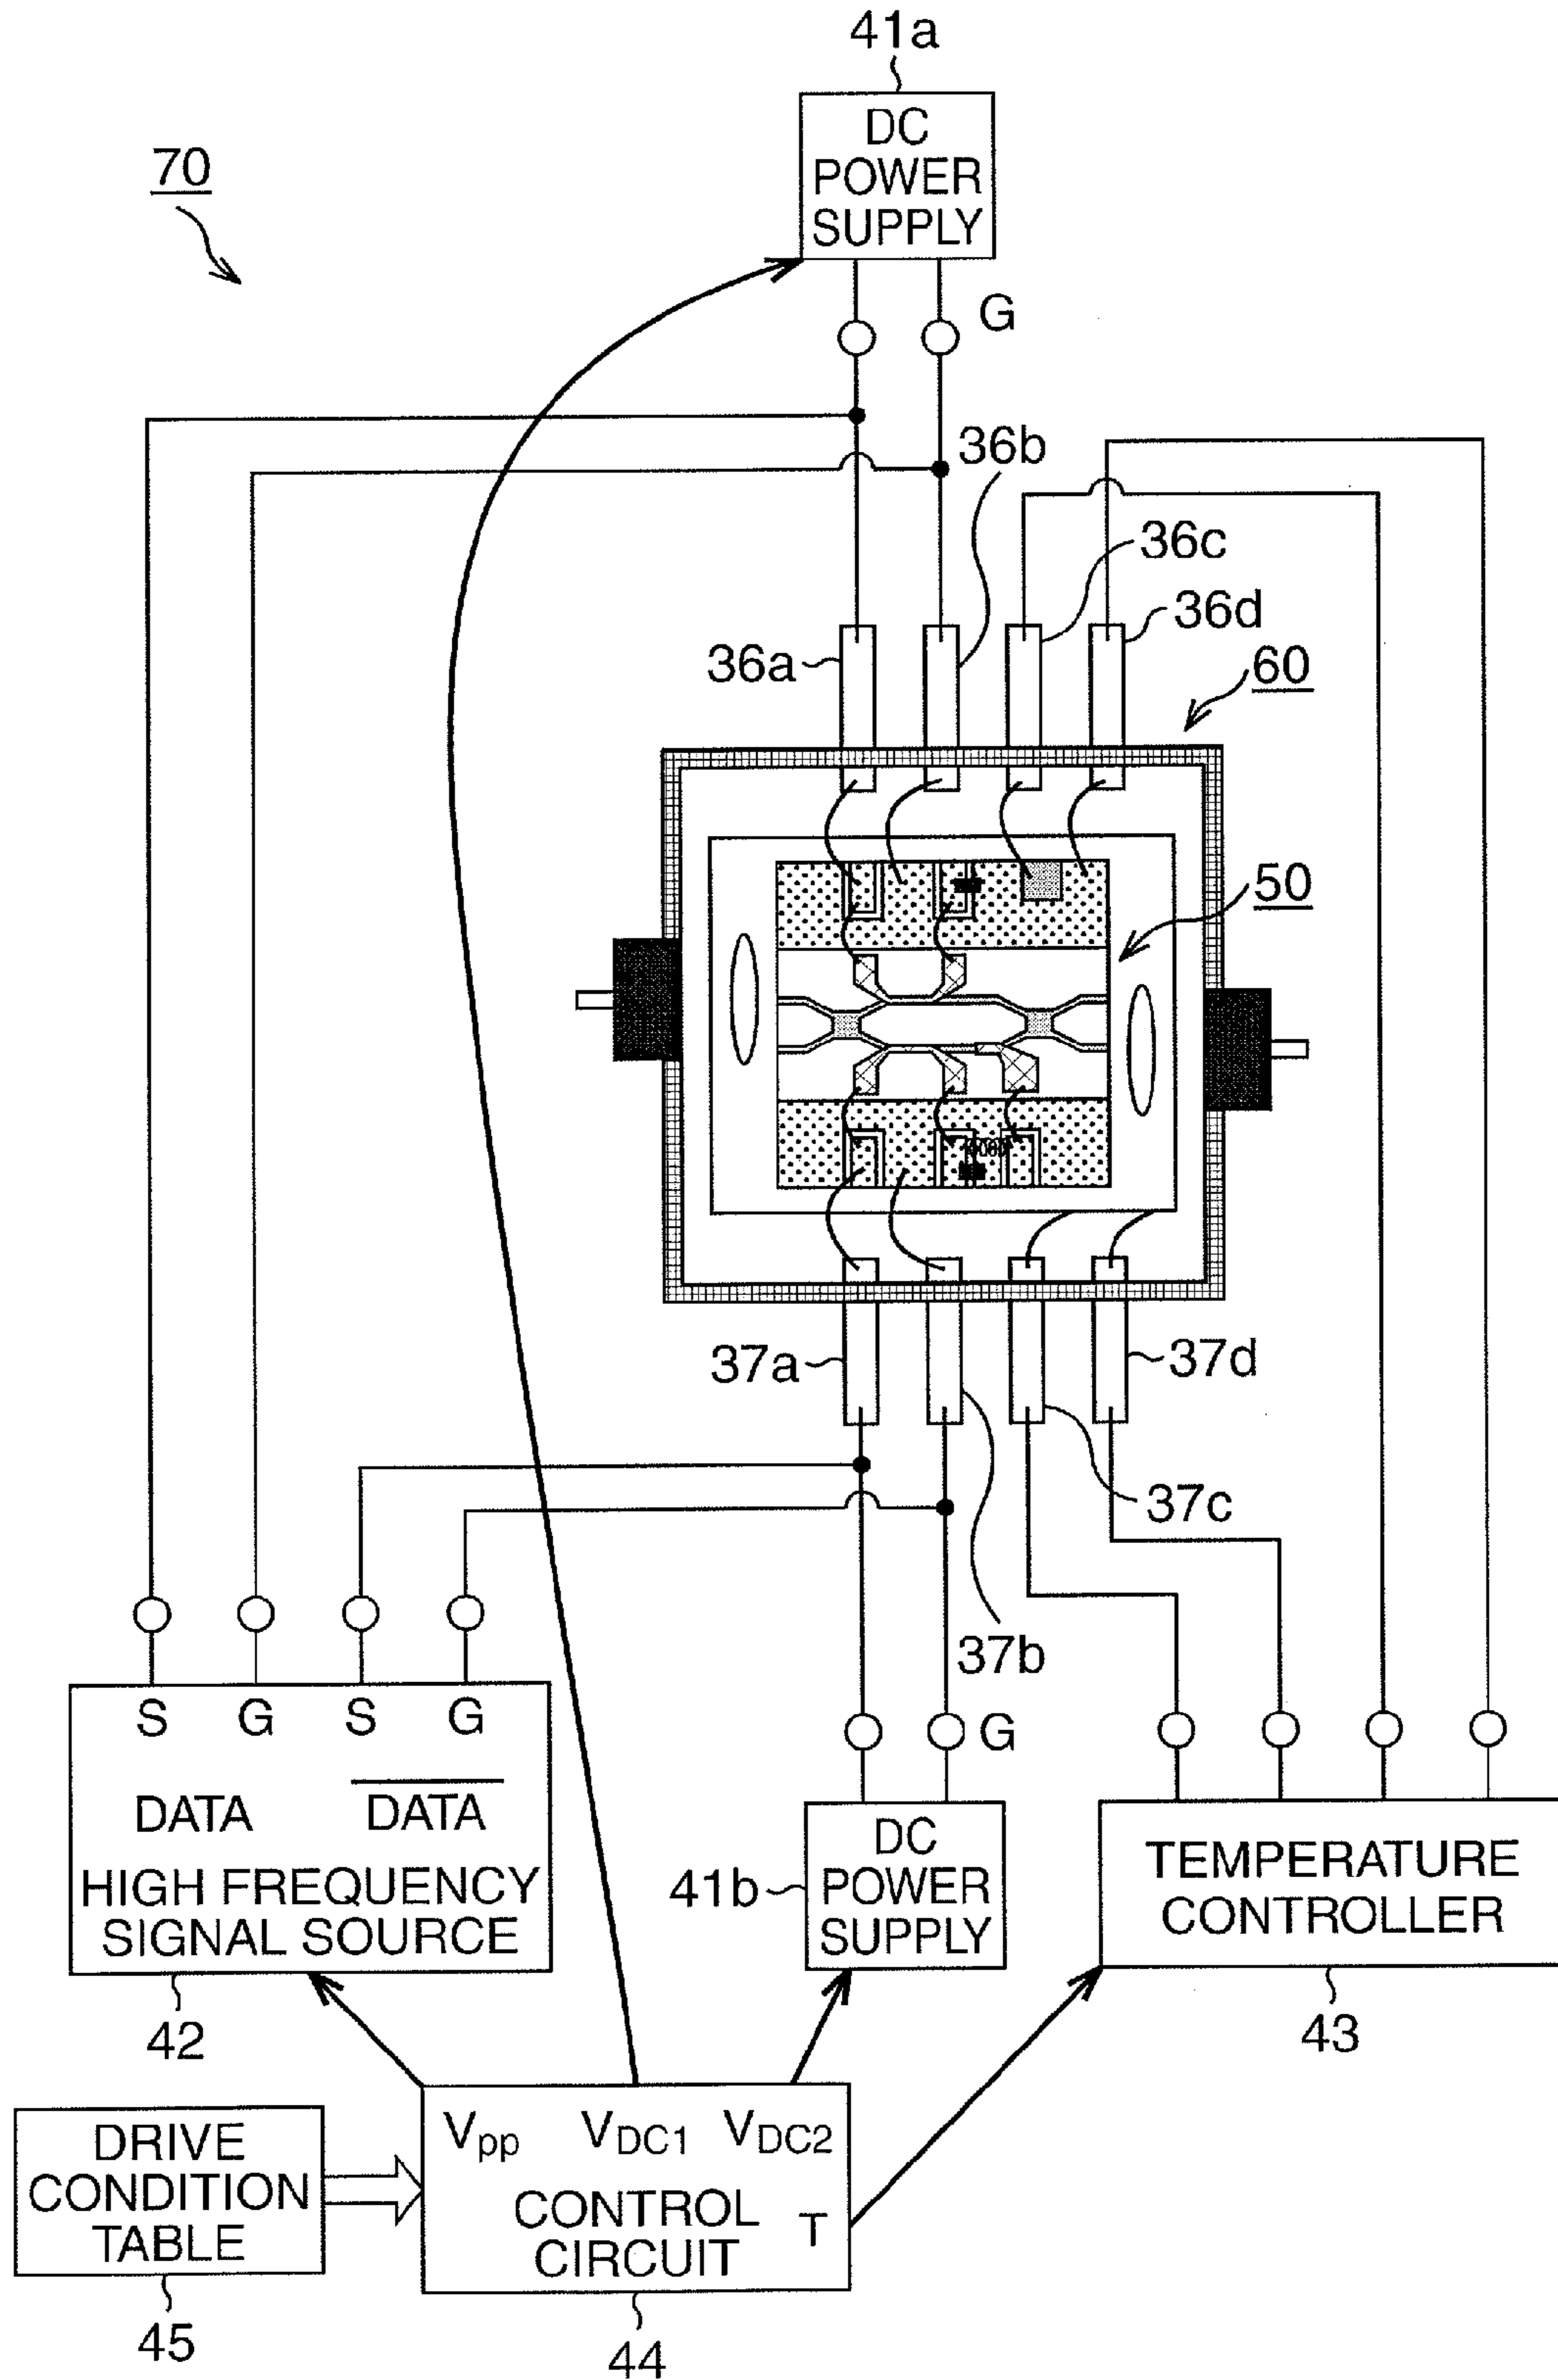 41a
DC
POWER
SUPPLY
70
G
36b
36c
36d
36a
60
50
37a
37d
37c
37b
S G S G
G
DATA DATA
HIGH FREQUENCY
SIGNAL SOURCE
41b
DC
POWER
SUPPLY
TEMPERATURE
CONTROLLER
42
43
Vpp VDC1 VDC2
DRIVE
CONDITION
TABLE
CONTROL
CIRCUIT
T
45
44